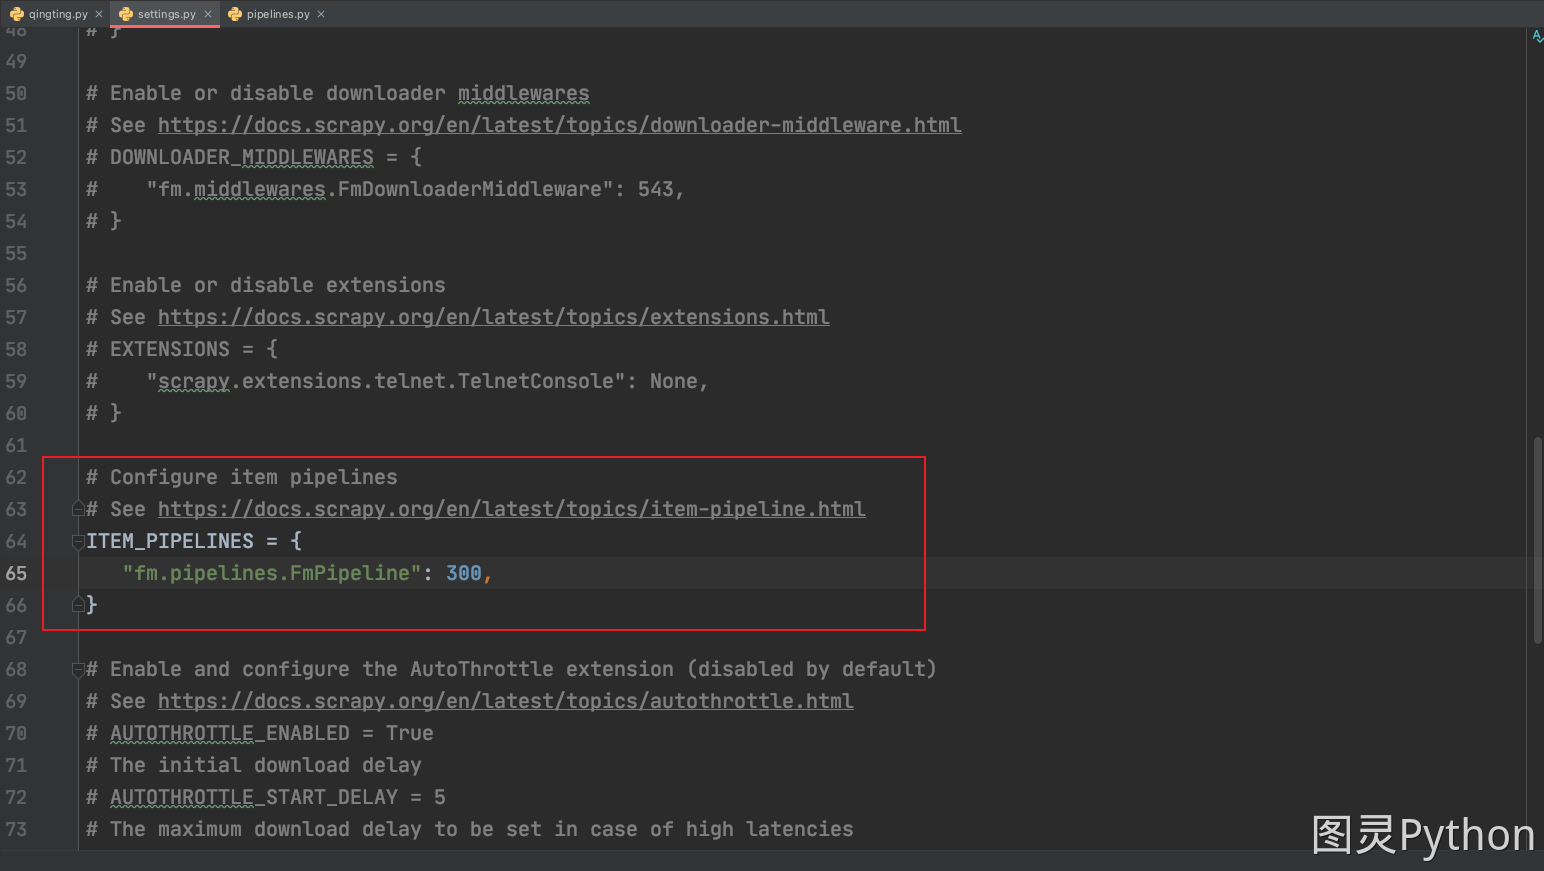 qingting.py settings.py pipelines.py
48 # }
49
50 # Enable or disable downloader middlewares
51 # See https://docs.scrapy.org/en/latest/topics/downloader-middleware.html
52 # DOWNLOADER_MIDDLEWARES = {
53 #    "fm.middlewares.FmDownloaderMiddleware": 543,
54 # }
55
56 # Enable or disable extensions
57 # See https://docs.scrapy.org/en/latest/topics/extensions.html
58 # EXTENSIONS = {
59 #    "scrapy.extensions.telnet.TelnetConsole": None,
60 # }
61
62 # Configure item pipelines
63 # See https://docs.scrapy.org/en/latest/topics/item-pipeline.html
64 ITEM_PIPELINES = {
65    "fm.pipelines.FmPipeline": 300,
66 }
67
68 # Enable and configure the AutoThrottle extension (disabled by default)
69 # See https://docs.scrapy.org/en/latest/topics/autothrottle.html
70 # AUTOTHROTTLE_ENABLED = True
71 # The initial download delay
72 # AUTOTHROTTLE_START_DELAY = 5
73 # The maximum download delay to be set in case of high latencies
图灵Python